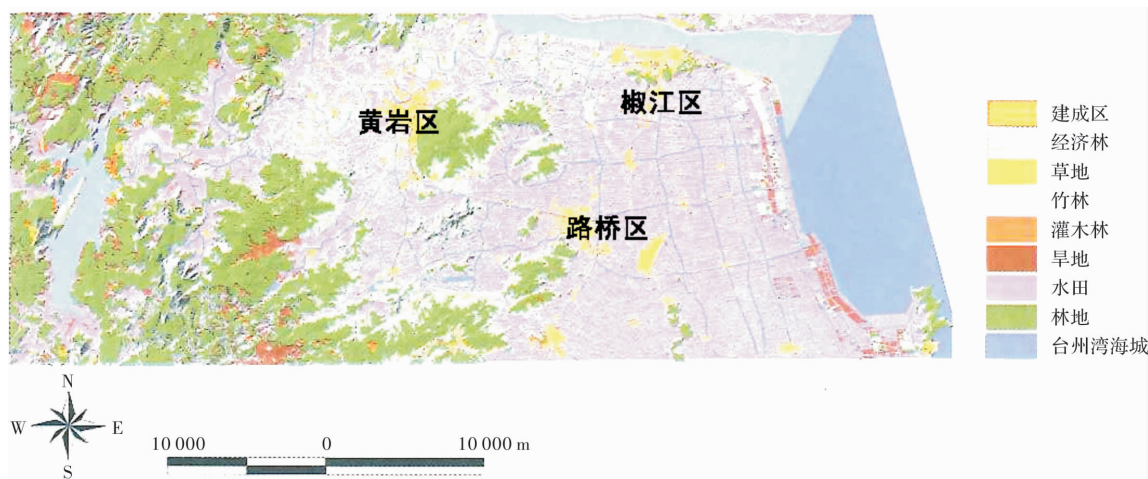 椒江区
黄岩区
路桥区
建成区
经济林
草地
竹林
灌木林
旱地
水田
林地
台州湾海城
N
W E
S
10 000 0 10 000 m